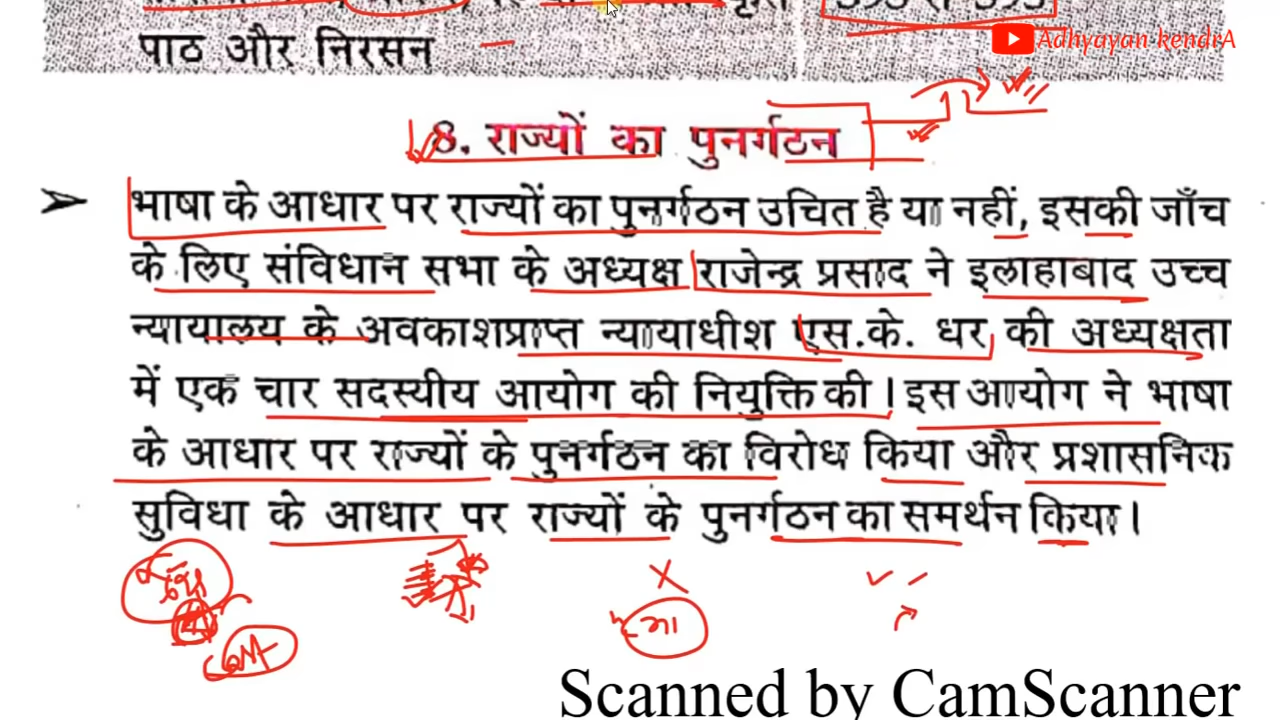 393 से 395
पाठ और निरसन
Adhyayan kendrA
8. राज्यों का पुनर्गठन
➤ भाषा के आधार पर राज्यों का पुनर्गठन उचित है या नहीं, इसकी जाँच
के लिए संविधान सभा के अध्यक्ष राजेन्द्र प्रसाद ने इलाहाबाद उच्च
न्यायालय के अवकाशप्राप्त न्यायाधीश एस.के. धर की अध्यक्षता
में एक चार सदस्यीय आयोग की नियुक्ति की। इस आयोग ने भाषा
के आधार पर राज्यों के पुनर्गठन का विरोध किया और प्रशासनिक
सुविधा के आधार पर राज्यों के पुनर्गठन का समर्थन किया।
Scanned by CamScanner